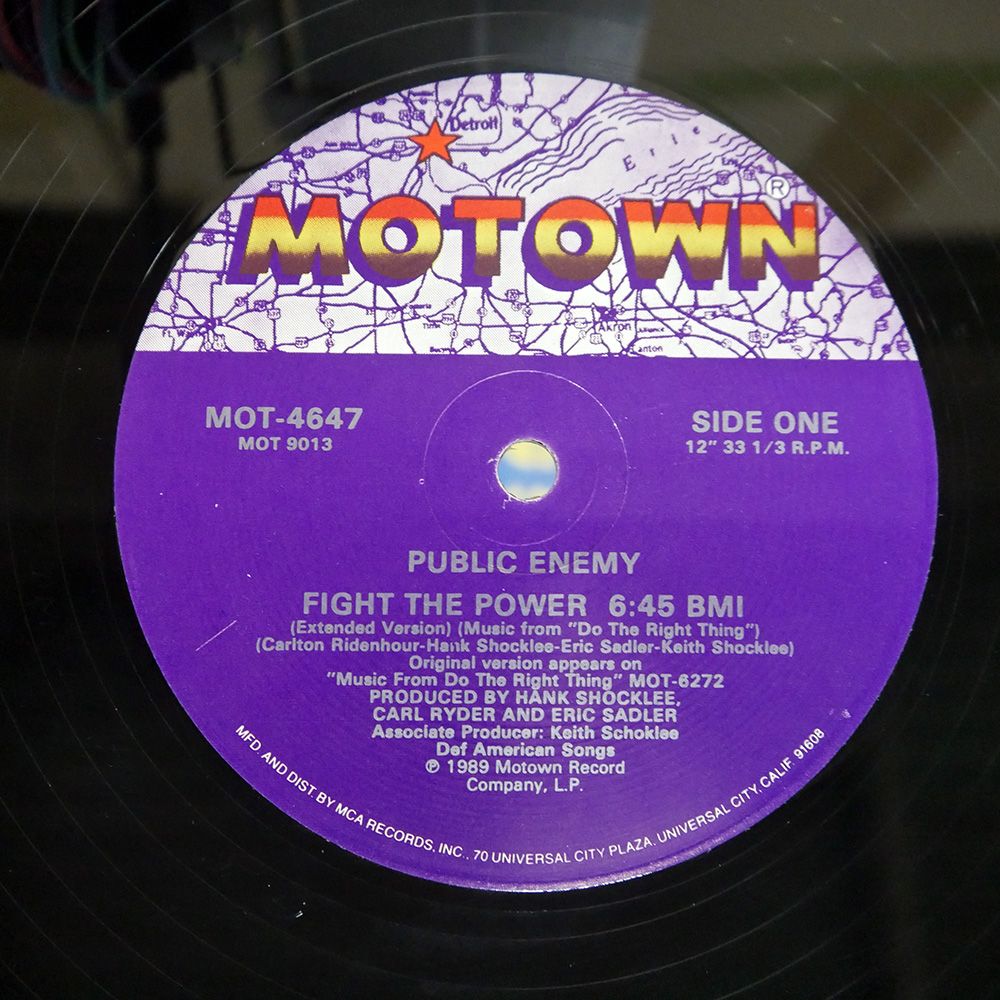 Detroit
Erie
MOTOWN®
Akron
MOT-4647
MOT 9013
SIDE ONE
12" 33 1/3 R.P.M.
PUBLIC ENEMY
FIGHT THE POWER 6:45 BMI
(Extended Version) (Music from "Do The Right Thing")
(Carlton Ridenhour-Hank Shocklee-Eric Sadler-Keith Shocklee)
Original version appears on
"Music From Do The Right Thing" MOT-6272
PRODUCED BY HANK SHOCKLEE,
CARL RYDER AND ERIC SADLER
Associate Producer: Keith Schoklee
Def American Songs
℗ 1989 Motown Record
Company, L.P.
MFD. AND DIST. BY MCA RECORDS, INC., 70 UNIVERSAL CITY PLAZA, UNIVERSAL CITY, CALIF. 91608